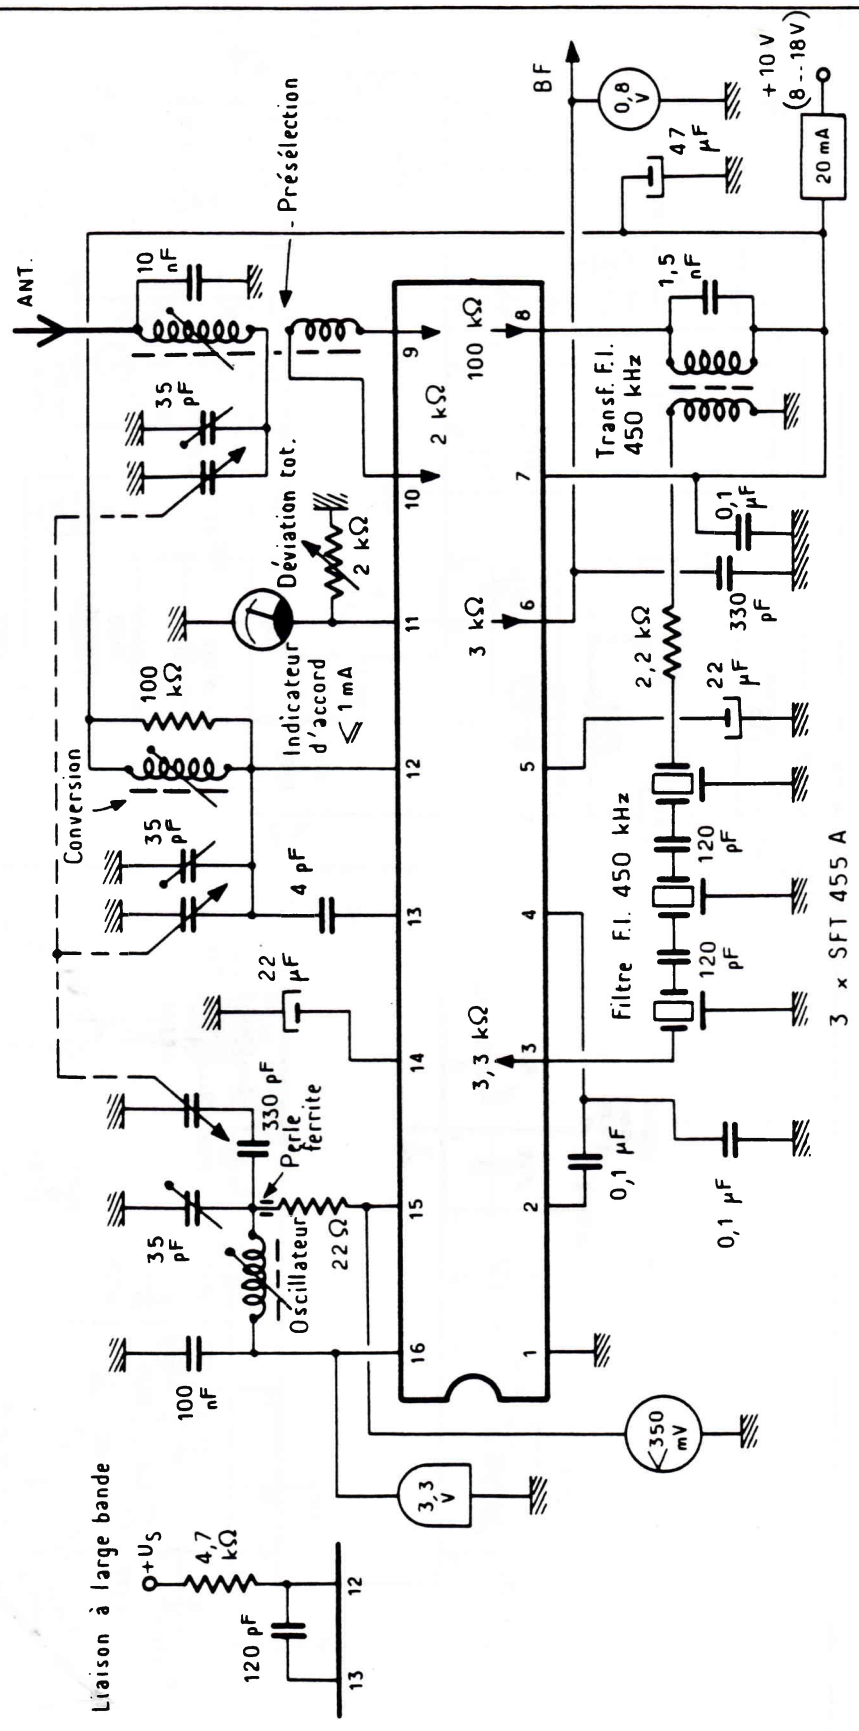 Liaison à large bande
+US
4,7
kΩ
120 pF
13
12
ANT.
10
nF
Présélection
35
pF
Déviation tot.
2 kΩ
Indicateur
d'accord
⩽ 1 mA
100
kΩ
Conversion
35
pF
4 pF
22
µF
330 pF
Perle
ferrite
35
pF
Oscillateur
22 Ω
100
nF
16
15
14
13
12
11
10
9
2 kΩ
100 kΩ
3 kΩ
3,3 kΩ
1
2
3
4
5
6
7
8
3,3
V
<350
mV
0,1 µF
0,1 µF
Filtre F.I. 450 kHz
120
pF
120
pF
3 x SFT 455 A
22
µF
2,2 kΩ
330
pF
0,1
µF
Transf. F.I.
450 kHz
1,5
nF
BF
0,8
V
47
µF
+10 V
(8--18V)
20 mA